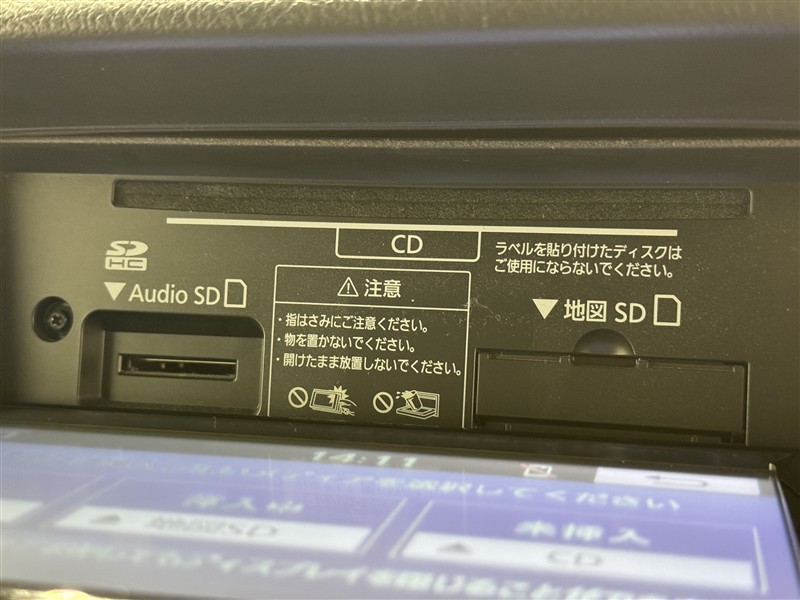 CD
ラベルを貼り付けたディスクは
ご使用にならないでください。
SD
HC
▼Audio SD
⚠注意
・指はさみにご注意ください。
・物を置かないでください。
・開けたまま放置しないでください。
▼地図 SD
14:11
未挿入
CD